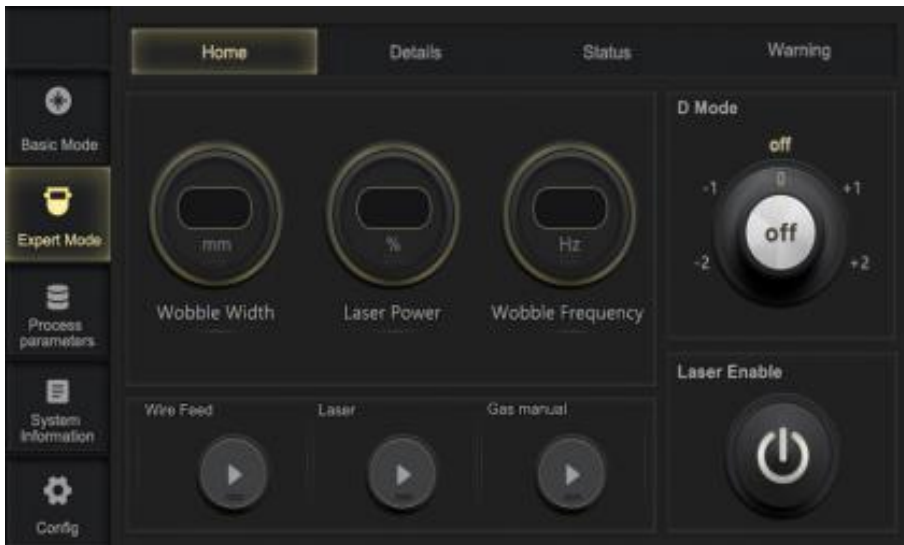 Home
Details
Status
Warning
Basic Mode
Expert Mode
Process
parameters
System
Information
Config
mm
Wobble Width
%
Laser Power
Hz
Wobble Frequency
D Mode
off
-1
0
+1
off
-2
+2
Wire Feed
Laser
Gas manual
Laser Enable